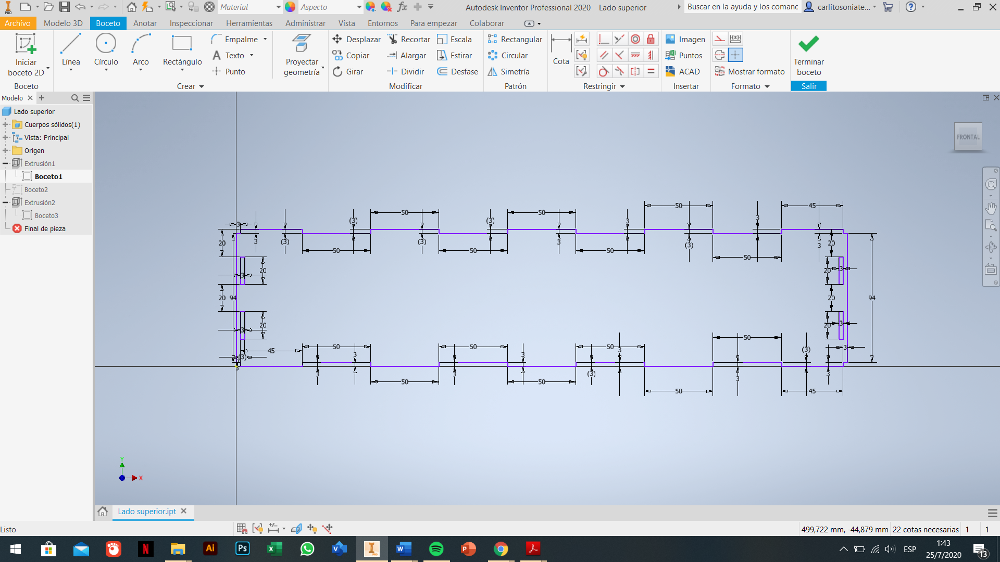 Material
Aspecto
Autodesk Inventor Professional 2020 Lado superior
Buscar en la ayuda y los comanc
carlitosoniate...
PRO
Archivo Modelo 3D Boceto Anotar Inspeccionar Herramientas Administrar Vista Entornos Para empezar Colaborar
Iniciar
boceto 2D
Boceto
Línea
Círculo
Arco
Rectángulo
Empalme
Texto
Punto
Crear
Proyectar
geometría
Desplazar Recortar Escala
Copiar Alargar Estirar
Girar Dividir Desfase
Modificar
Rectangular
Circular
Simetría
Patrón
Cota
Restringir
Imagen
Puntos
ACAD
Insertar
Mostrar formato
Formato
Terminar
boceto
Salir
Modelo
Lado superior
Cuerpos sólidos(1)
Vista: Principal
Origen
Extrusión1
Boceto1
Boceto2
Extrusión2
Boceto3
Final de pieza
FRONTAL
50 45
50 50
3 (3) (3) 3 3
3 (3) (3) 3 (3) 3
20 20
50 50 50 50
20 3 20 3
20 94 20 94
20 3 20 3
45 50 50 50 50
(3) 3 3 3 (3) 3
3 3 3 (3) 3 3
50 50 50 45
Y
X
Lado superior.ipt
Listo
499,722 mm, -44,879 mm 22 cotas necesarias 1 1
N Ai Ps X V I PRO W P
ESP
1:43
25/7/2020
13